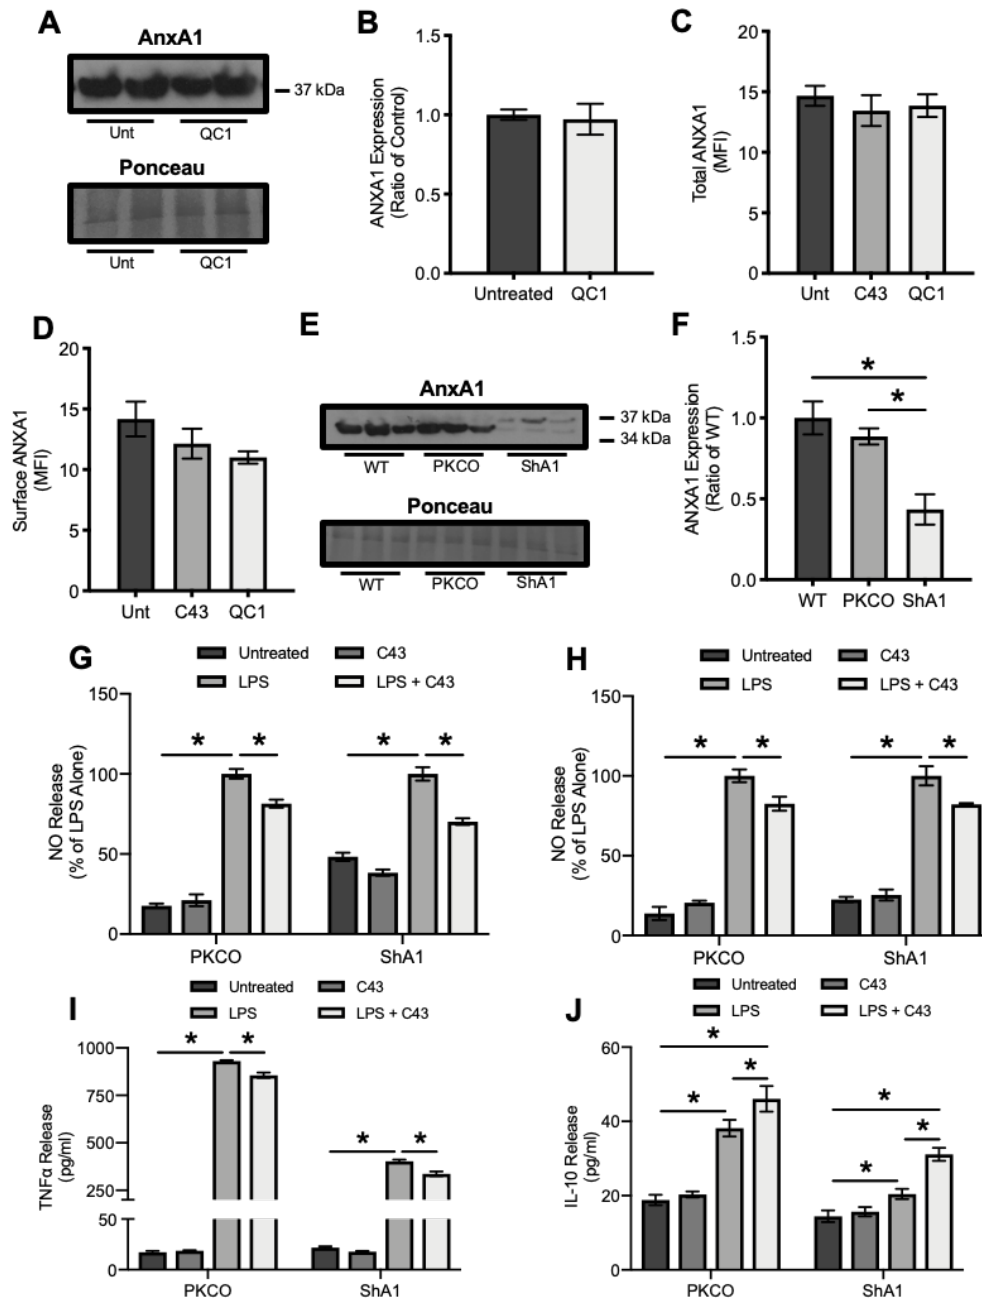 A
AnxA1
37 kDa
Unt QC1
Ponceau
Unt QC1
B
ANXA1 Expression
(Ratio of Control)
1.5
1.0
0.5
0.0
Untreated QC1
C
Total ANXA1
(MFI)
20
15
10
5
0
Unt C43 QC1
D
Surface ANXA1
(MFI)
20
15
10
5
0
Unt C43 QC1
E
AnxA1
37 kDa
34 kDa
WT PKCO ShA1
Ponceau
WT PKCO ShA1
F
ANXA1 Expression
(Ratio of WT)
1.5
1.0
0.5
0.0
* 
*
WT PKCO ShA1
G
Untreated C43
LPS LPS + C43
NO Release
(% of LPS Alone)
150
100
50
0
* * * *
PKCO ShA1
H
Untreated C43
LPS LPS + C43
NO Release
(% of LPS Alone)
150
100
50
0
* * * *
PKCO ShA1
I
Untreated C43
LPS LPS + C43
TNFα Release
(pg/ml)
1000
750
500
250
50
0
* *
* *
PKCO ShA1
J
Untreated C43
LPS LPS + C43
IL-10 Release
(pg/ml)
60
40
20
0
*
*
*
*
*
*
PKCO ShA1